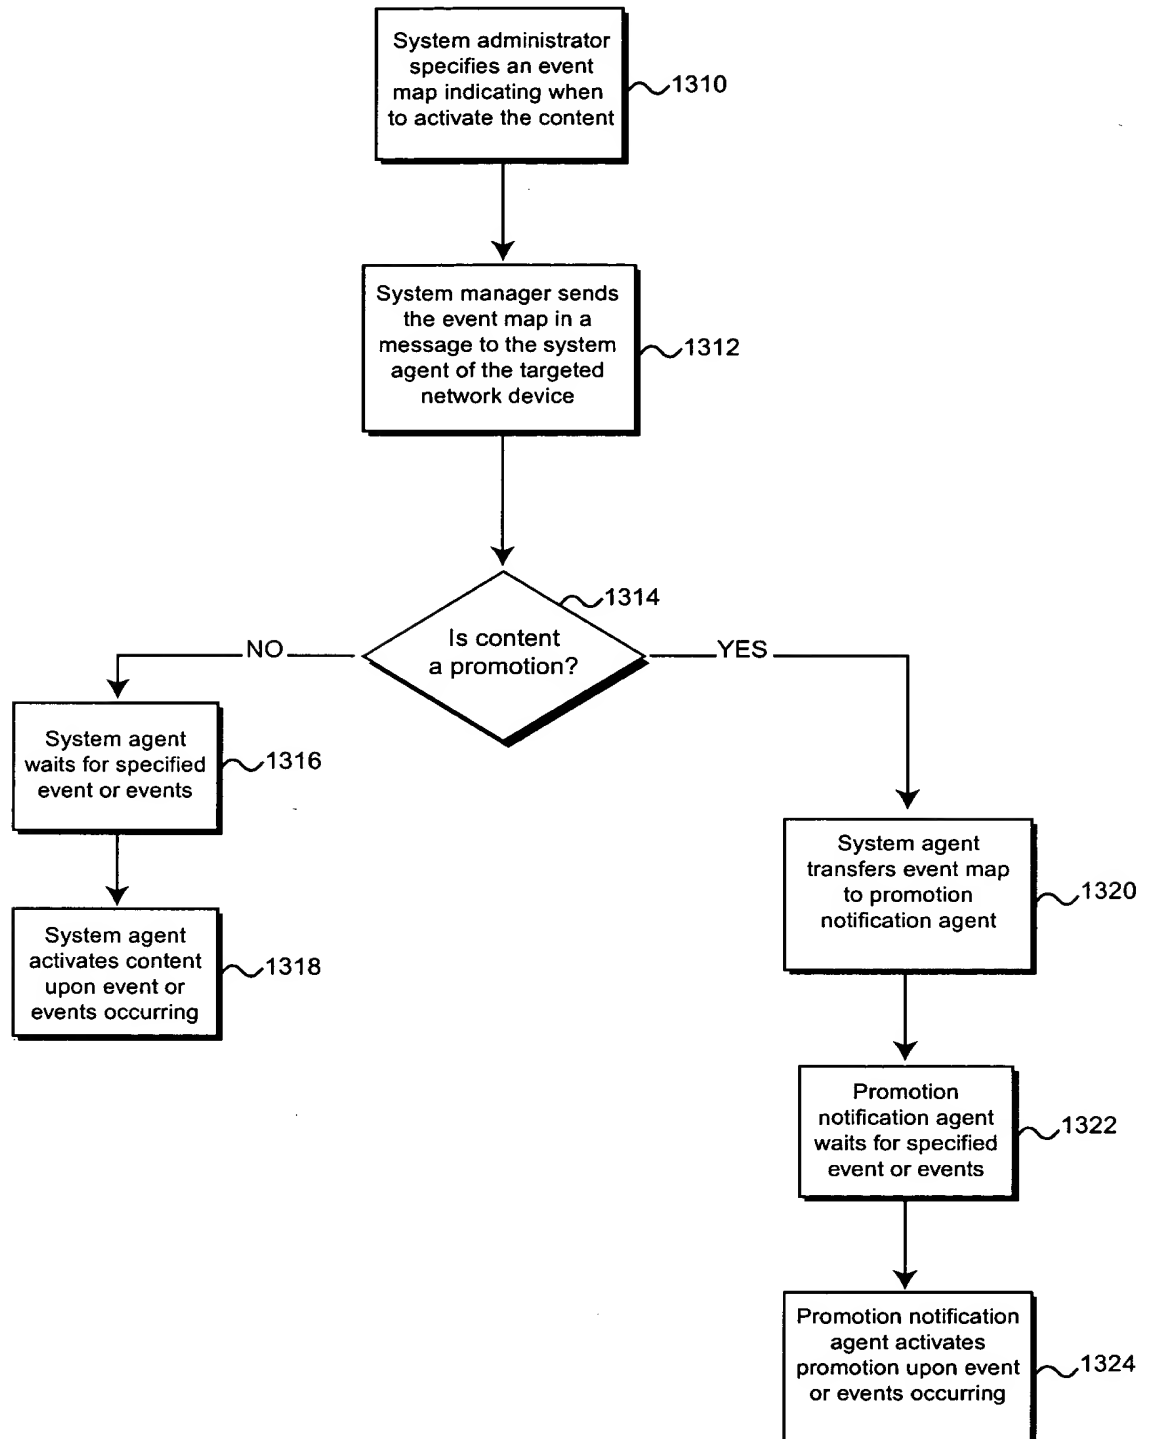 System administrator
specifies an event
map indicating when
to activate the content
1310
System manager sends
the event map in a
message to the system
agent of the targeted
network device
1312
1314
Is content
a promotion?
NO
YES
System agent
waits for specified
event or events
1316
System agent
activates content
upon event or
events occurring
1318
System agent
transfers event map
to promotion
notification agent
1320
Promotion
notification agent
waits for specified
event or events
1322
Promotion notification
agent activates
promotion upon event
or events occurring
1324